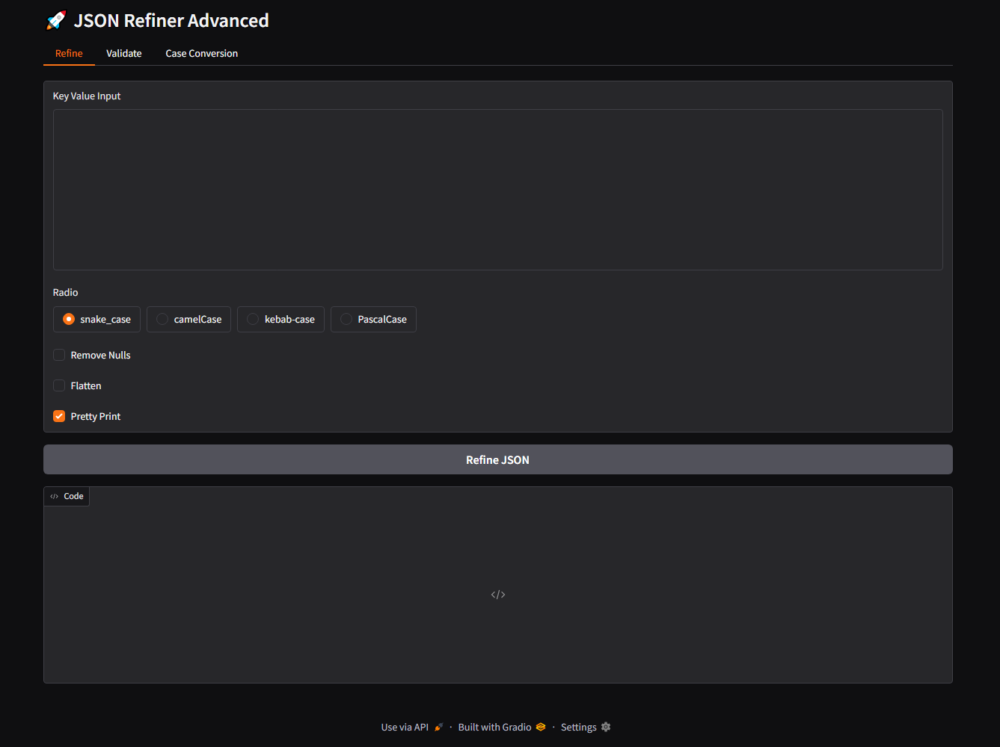 🚀 JSON Refiner Advanced
Refine Validate Case Conversion
Key Value Input
Radio
snake_case camelCase kebab-case PascalCase
Remove Nulls
Flatten
Pretty Print
Refine JSON
</> Code
</>
Use via API · Built with Gradio · Settings